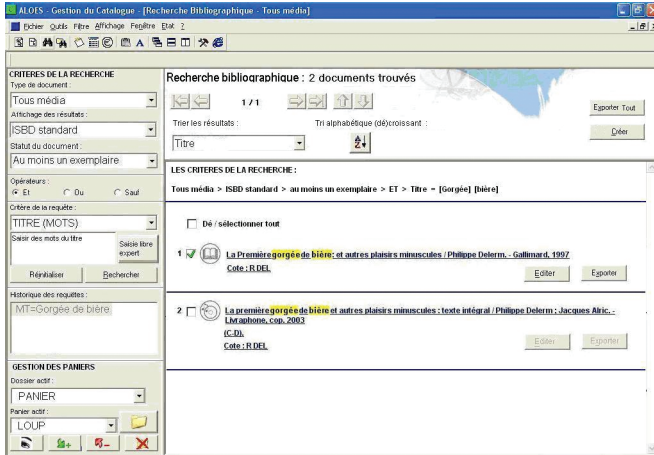 ALOES - Gestion du Catalogue - [Recherche Bibliographique - Tous média]
Fichier Outils Filtre Affichage Fenêtre Etat ?
CRITERES DE LA RECHERCHE
Type de document :
Tous média
Affichage des résultats :
ISBD standard
Statut du document :
Au moins un exemplaire
Opérateurs :
Et Ou Sauf
Critère de la requête :
TITRE (MOTS)
Saisir des mots du titre
Saisie libre expert
Réinitialiser Rechercher
Historique des requêtes :
MT=Gorgée de bière
GESTION DES PANIERS
Dossier actif :
PANIER
Panier actif :
LOUP
Recherche bibliographique : 2 documents trouvés
1 / 1
Exporter Tout
Trier les résultats : Tri alphabétique (dé)croissant :
Titre
Créer
LES CRITERES DE LA RECHERCHE :
Tous média > ISBD standard > au moins un exemplaire > ET > Titre = [Gorgée] [bière]
Dé / sélectionner tout
1 La Première gorgée de bière; et autres plaisirs minuscules / Philippe Delerm. - Gallimard, 1997
Cote : R DEL
Editer Exporter
2 La première gorgée de bière et autres plaisirs minuscules : texte intégral / Philippe Delerm ; Jacques Alric. -
Livraphone, cop. 2003
(C-D).
Cote : R DEL
Editer Exporter